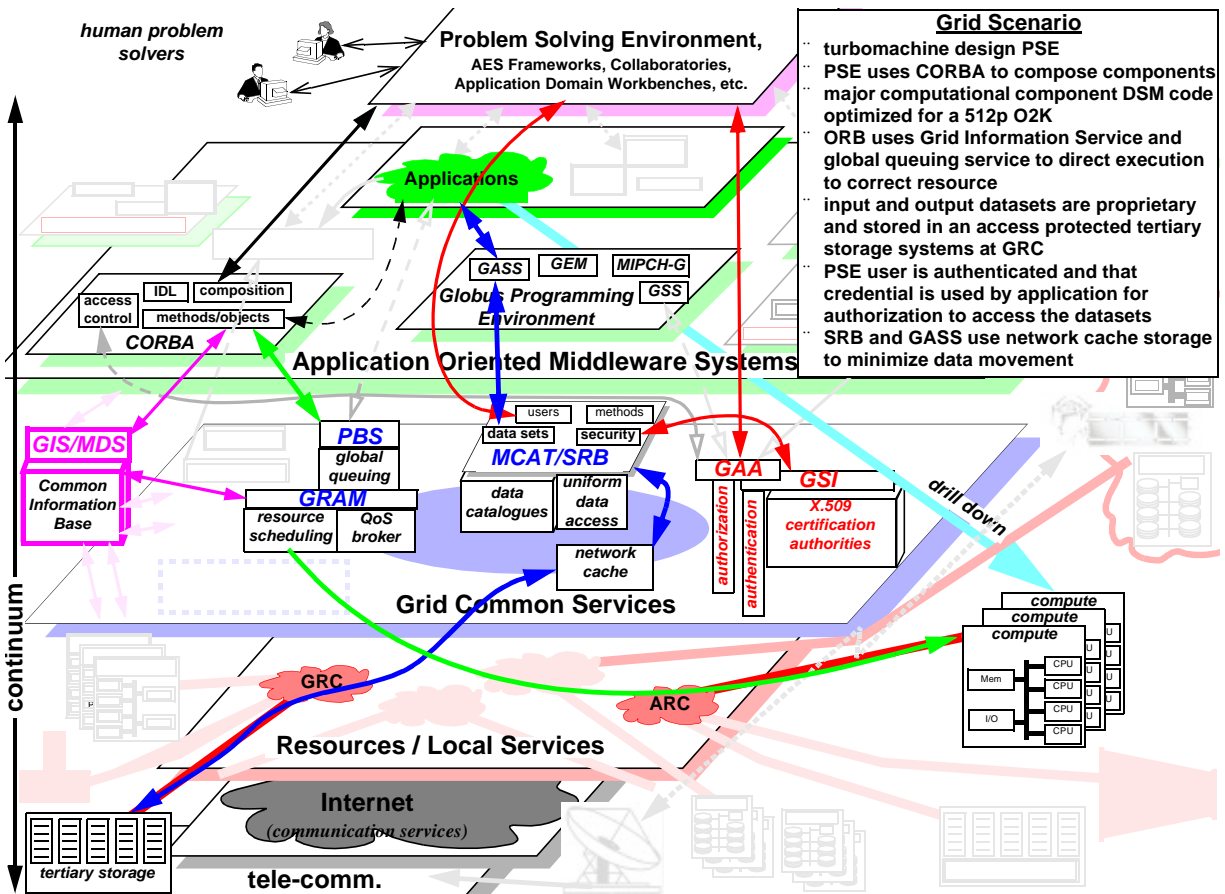 human problem
solvers
Problem Solving Environment,
AES Frameworks, Collaboratories,
Application Domain Workbenches, etc.
Grid Scenario
¨ turbomachine design PSE
¨ PSE uses CORBA to compose components
¨ major computational component DSM code
optimized for a 512p O2K
¨ ORB uses Grid Information Service and
global queuing service to direct execution
to correct resource
¨ input and output datasets are proprietary
and stored in an access protected tertiary
storage systems at GRC
¨ PSE user is authenticated and that
credential is used by application for
authorization to access the datasets
¨ SRB and GASS use network cache storage
to minimize data movement
Applications
access
control
IDL
composition
methods/objects
CORBA
GASS
GEM
MIPCH-G
GSS
Globus Programming
Environment
Application Oriented Middleware Systems
continuum
GIS/MDS
Common
Information
Base
PBS
global
queuing
GRAM
resource
scheduling
QoS
broker
users
methods
data sets
security
MCAT/SRB
data
catalogues
uniform
data
access
network
cache
GAA
authorization
authentication
GSI
X.509
certification
authorities
drill down
Grid Common Services
compute
compute
compute
Mem
I/O
CPU
CPU
CPU
CPU
U
U
U
U
U
U
U
U
GRC
ARC
Resources / Local Services
Internet
(communication services)
tertiary storage
tele-comm.